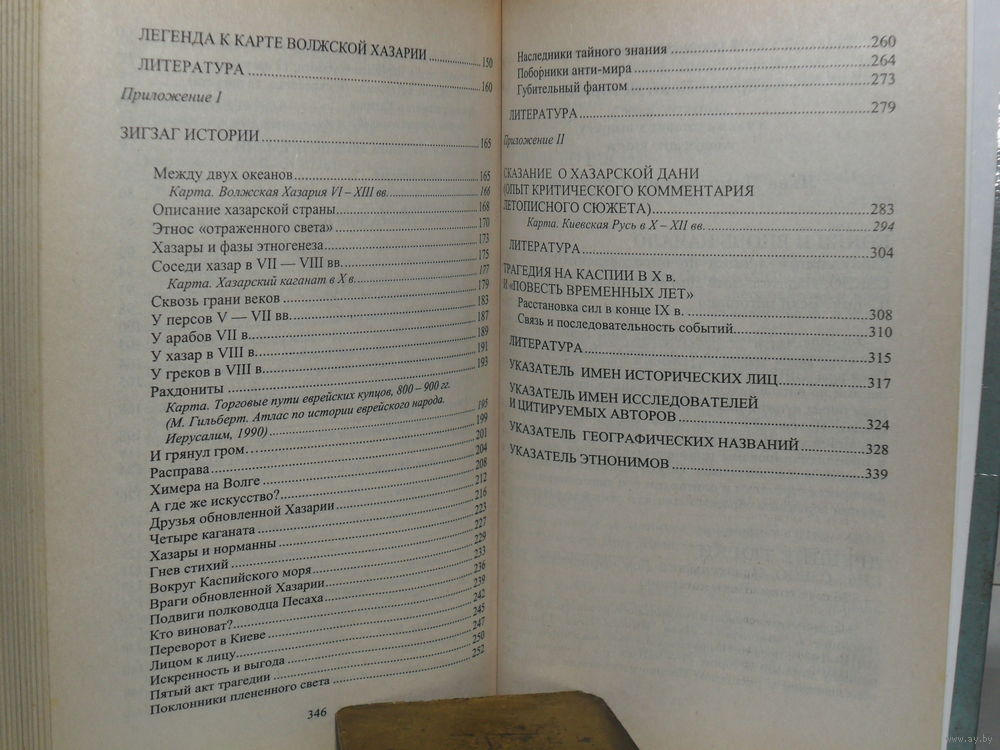 ЛЕГЕНДА К КАРТЕ ВОЛЖСКОЙ ХАЗАРИИ ..... 150
ЛИТЕРАТУРА ..... 160
Приложение I
ЗИГЗАГ ИСТОРИИ ..... 165
Между двух океанов ..... 165
Карта. Волжская Хазария VI – XIII вв. ..... 166
Описание хазарской страны ..... 168
Этнос «отраженного света» ..... 170
Хазары и фазы этногенеза ..... 173
Соседи хазар в VII — VIII вв. ..... 175
Карта. Хазарский каганат в X в. ..... 177
Сквозь грани веков ..... 179
У персов V — VII вв. ..... 183
У арабов VII в. ..... 187
У хазар в VIII в. ..... 189
У греков в VIII в. ..... 191
Рахдониты ..... 193
Карта. Торговые пути еврейских купцов, 800 – 900 гг.
(М. Гильберт. Атлас по истории еврейского народа.
Иерусалим, 1990) ..... 195
И грянул гром ..... 199
Расправа ..... 201
Химера на Волге ..... 204
А где же искусство? ..... 208
Друзья обновленной Хазарии ..... 212
Четыре каганата ..... 216
Хазары и норманны ..... 223
Гнев стихий ..... 227
Вокруг Каспийского моря ..... 229
Враги обновленной Хазарии ..... 233
Подвиги полководца Песаха ..... 236
Кто виноват? ..... 239
Переворот в Киеве ..... 242
Лицом к лицу ..... 245
Искренность и выгода ..... 247
Пятый акт трагедии ..... 250
Поклонники плененного света ..... 252
346
Наследники тайного знания ..... 260
Поборники анти-мира ..... 264
Губительный фантом ..... 273
ЛИТЕРАТУРА ..... 279
Приложение II
СКАЗАНИЕ О ХАЗАРСКОЙ ДАНИ
(ОПЫТ КРИТИЧЕСКОГО КОММЕНТАРИЯ
ЛЕТОПИСНОГО СЮЖЕТА) ..... 283
Карта. Киевская Русь в X – XII вв. ..... 294
ЛИТЕРАТУРА ..... 304
ТРАГЕДИЯ НА КАСПИИ В X в.
И «ПОВЕСТЬ ВРЕМЕННЫХ ЛЕТ»
Расстановка сил в конце IX в. ..... 308
Связь и последовательность событий ..... 310
ЛИТЕРАТУРА ..... 315
УКАЗАТЕЛЬ ИМЕН ИСТОРИЧЕСКИХ ЛИЦ ..... 317
УКАЗАТЕЛЬ ИМЕН ИССЛЕДОВАТЕЛЕЙ
И ЦИТИРУЕМЫХ АВТОРОВ ..... 324
УКАЗАТЕЛЬ ГЕОГРАФИЧЕСКИХ НАЗВАНИЙ ..... 328
УКАЗАТЕЛЬ ЭТНОНИМОВ ..... 339
www.ay.by